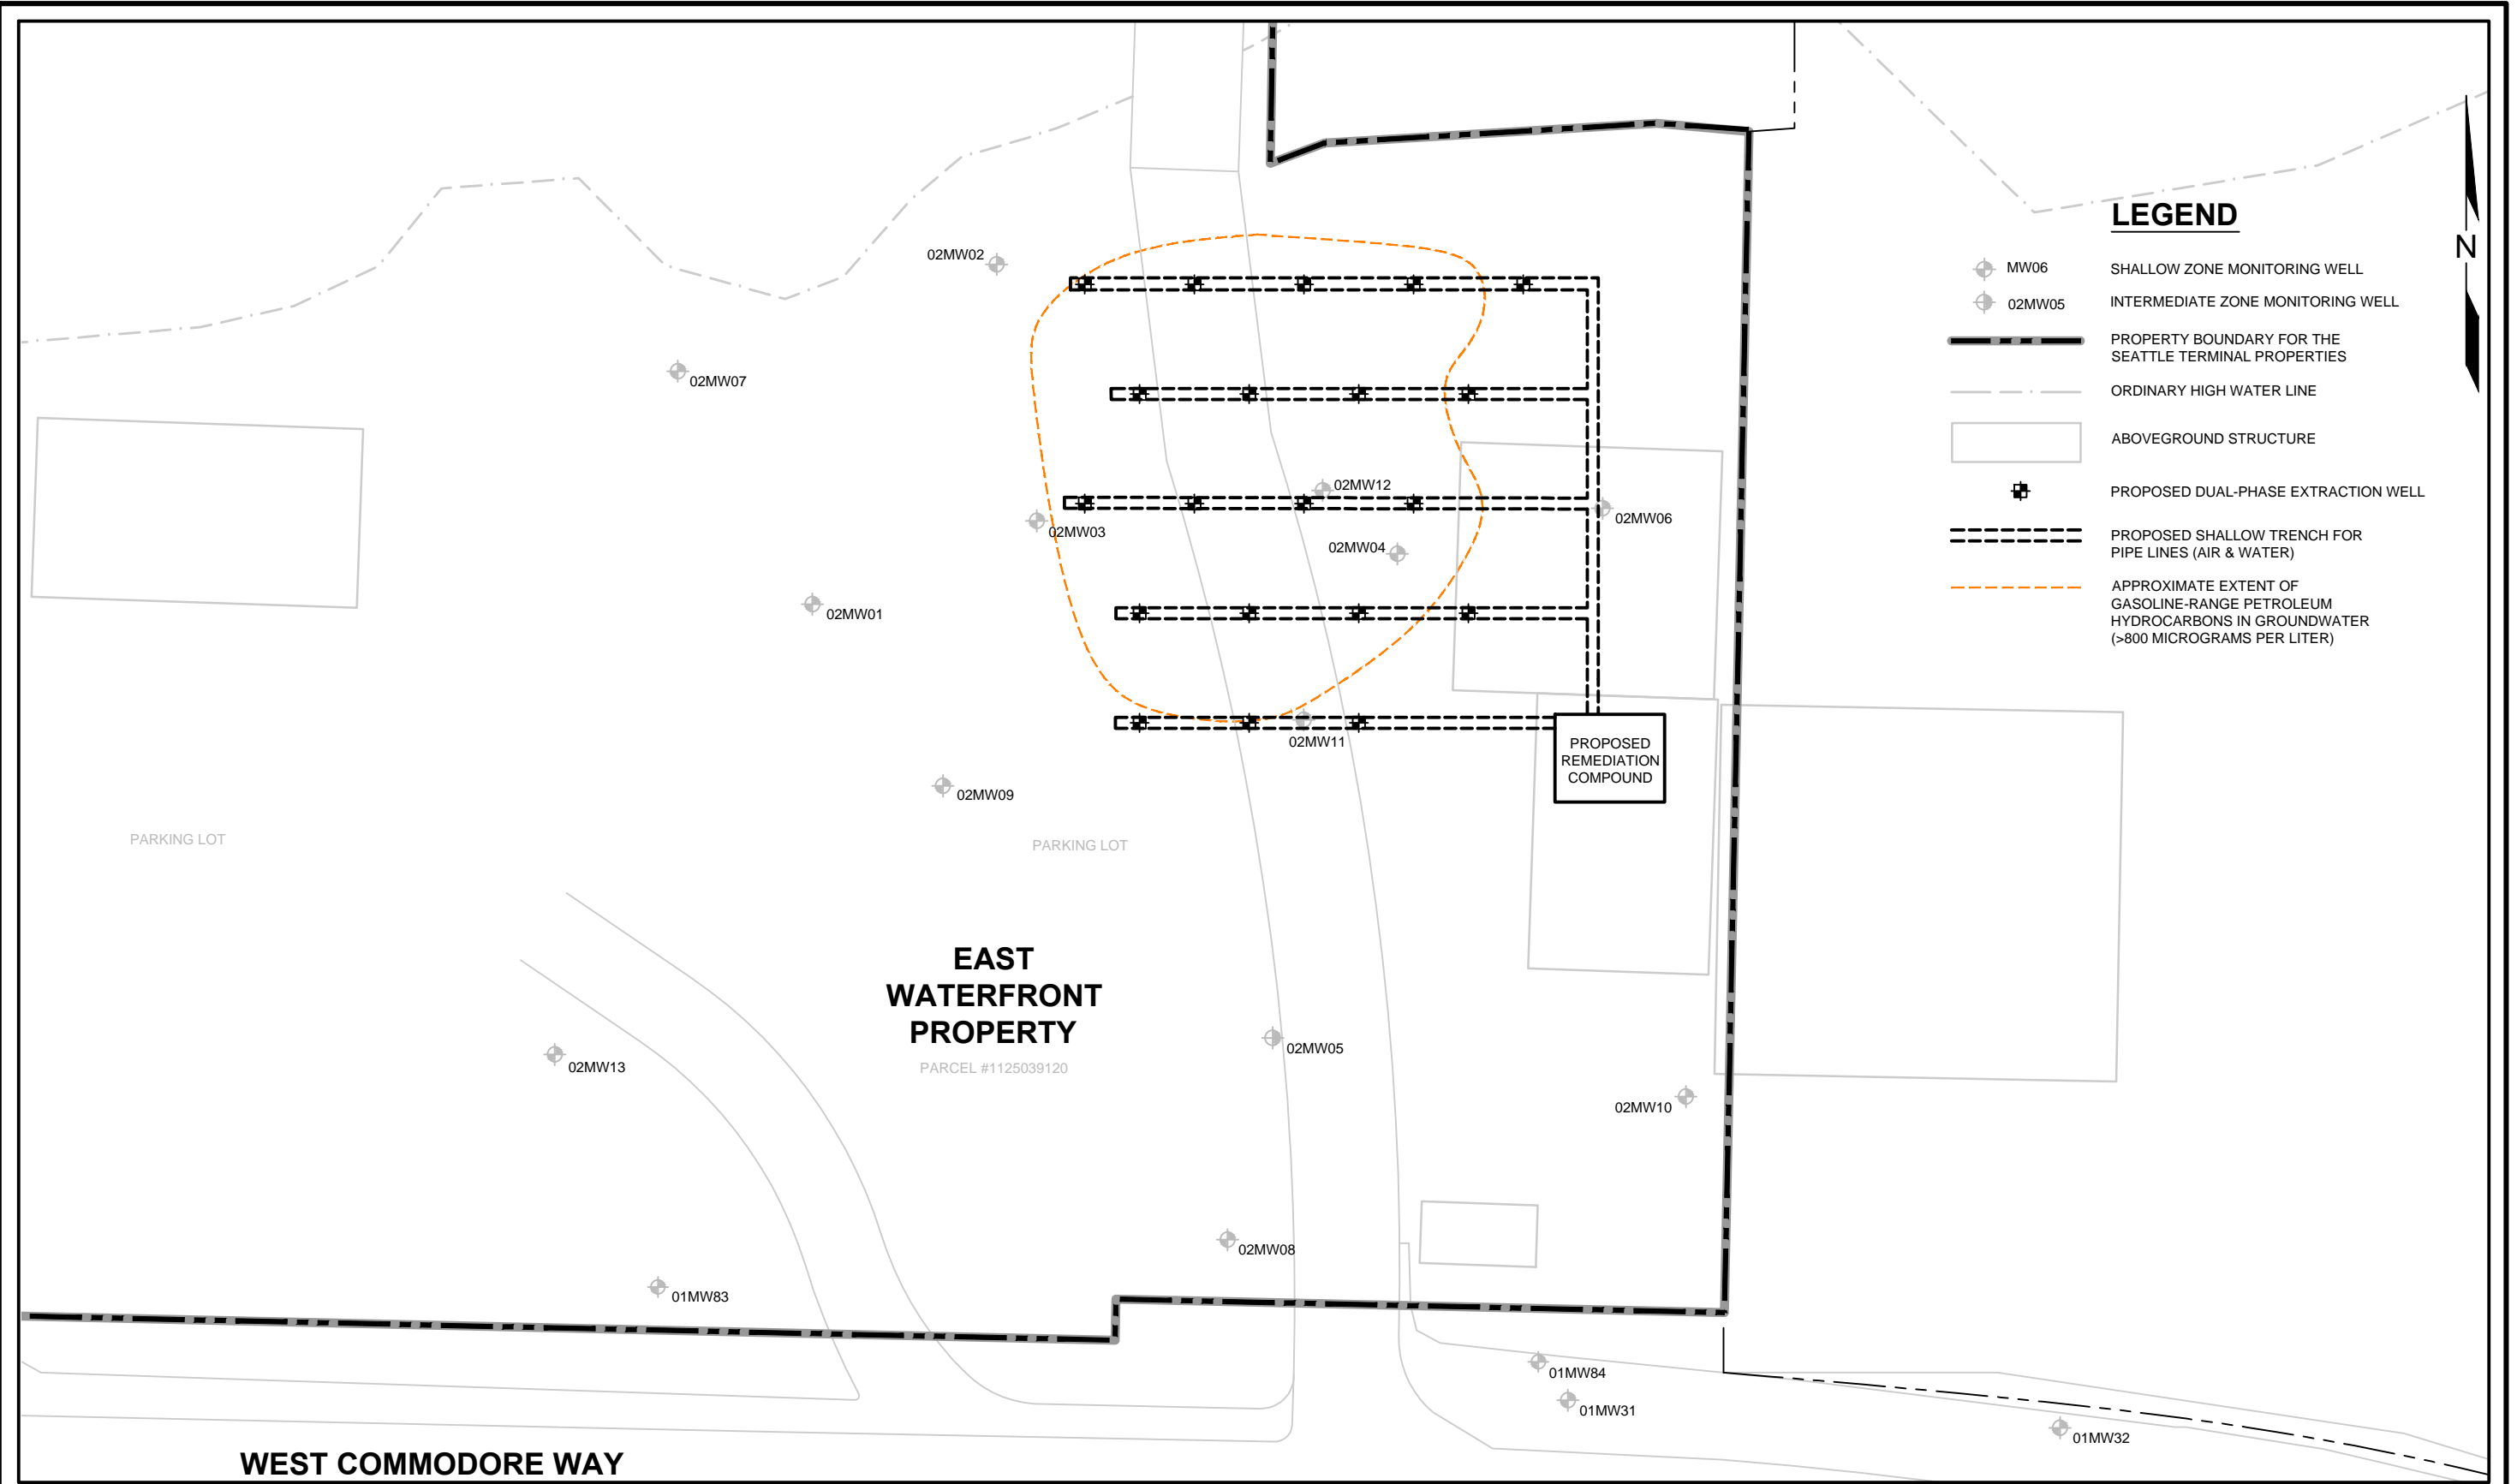 LEGEND
N
MW06
SHALLOW ZONE MONITORING WELL
02MW05
INTERMEDIATE ZONE MONITORING WELL
PROPERTY BOUNDARY FOR THE
SEATTLE TERMINAL PROPERTIES
ORDINARY HIGH WATER LINE
ABOVEGROUND STRUCTURE
PROPOSED DUAL-PHASE EXTRACTION WELL
PROPOSED SHALLOW TRENCH FOR
PIPE LINES (AIR & WATER)
APPROXIMATE EXTENT OF
GASOLINE-RANGE PETROLEUM
HYDROCARBONS IN GROUNDWATER
(>800 MICROGRAMS PER LITER)
02MW02
02MW07
02MW12
02MW06
02MW03
02MW04
02MW01
02MW11
PROPOSED
REMEDIATION
COMPOUND
02MW09
PARKING LOT
PARKING LOT
EAST
WATERFRONT
PROPERTY
PARCEL #1125039120
02MW05
02MW13
02MW10
02MW08
01MW83
01MW84
01MW31
01MW32
WEST COMMODORE WAY